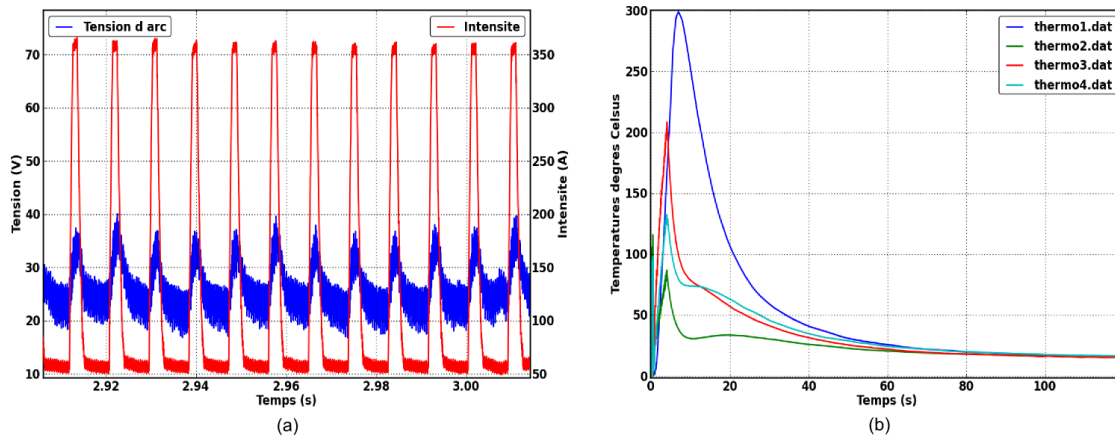 Tension d arc
Intensite
70
60
50
40
30
20
10
Tension (V)
350
300
250
200
150
100
50
Intensite (A)
2.92
2.94
2.96
2.98
3.00
Temps (s)
(a)
thermo1.dat
thermo2.dat
thermo3.dat
thermo4.dat
300
250
200
150
100
50
0
Temperatures degres Celsus
0
20
40
60
80
100
Temps (s)
(b)